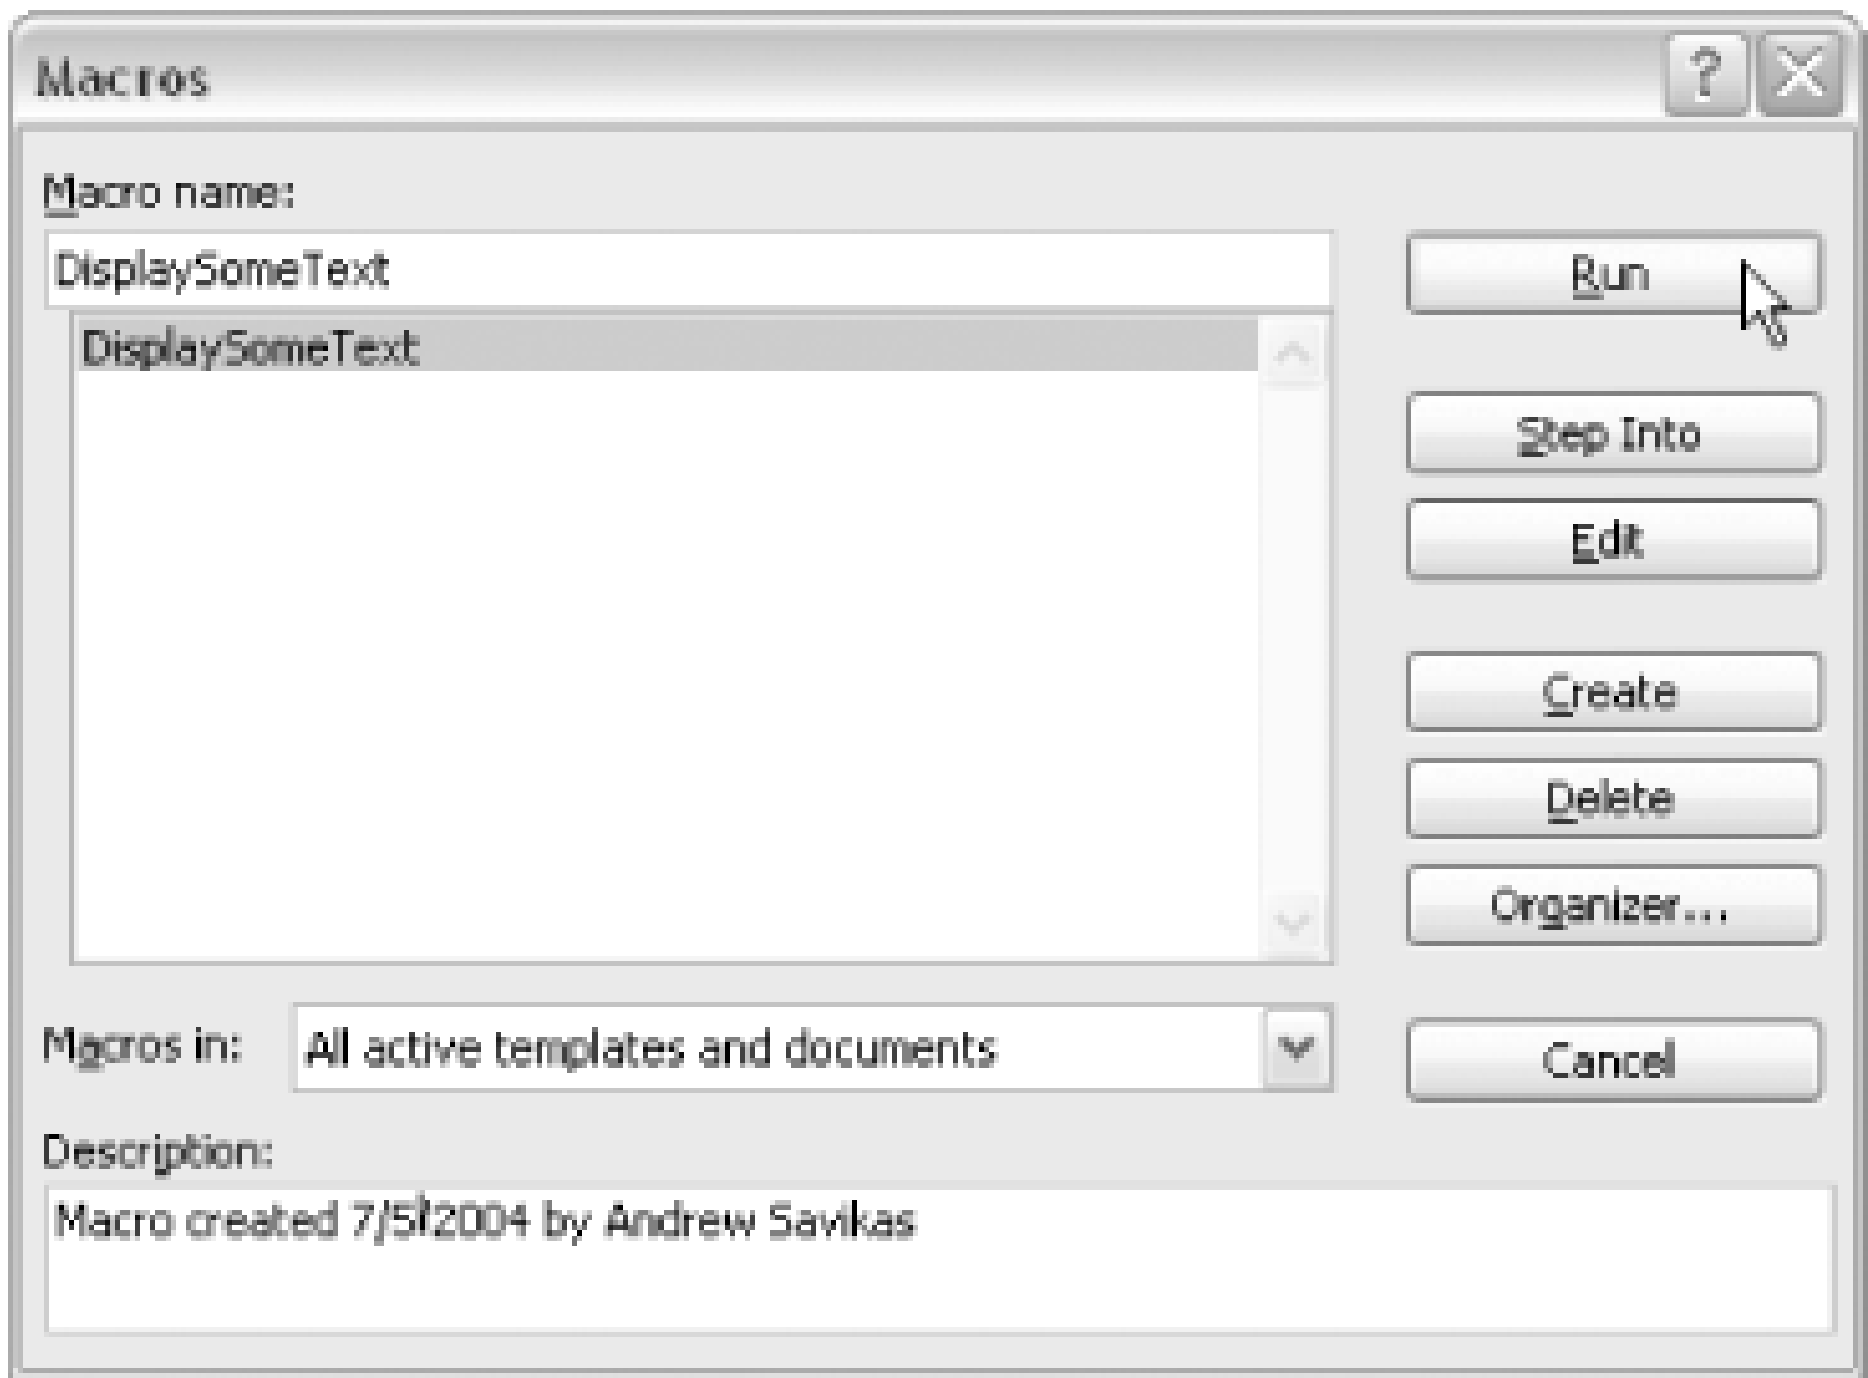 Macros
Macro name:
DisplaySomeText
DisplaySomeText
Run
Step Into
Edit
Create
Delete
Organizer...
Macros in:
All active templates and documents
Cancel
Description:
Macro created 7/5/2004 by Andrew Savikas